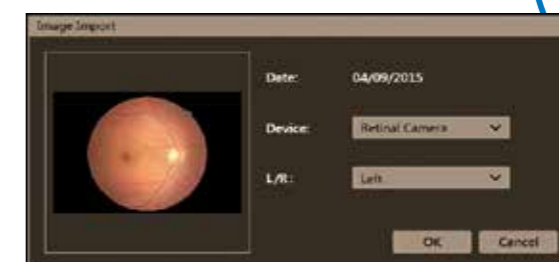 Image Import
Date: 04/09/2015
Device: Retinal Camera
L/R: Left
OK Cancel